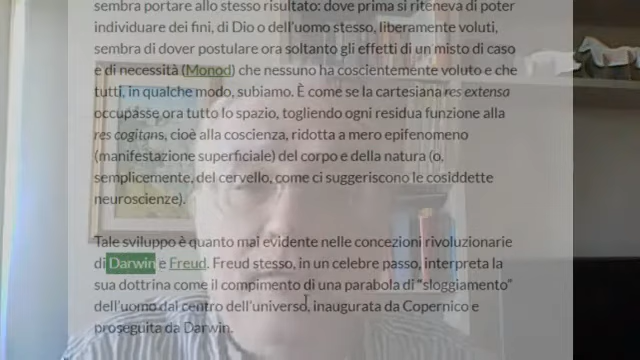 sembra portare allo stesso risultato: dove prima si riteneva di poter
individuare dei fini, di Dio o dell'uomo stesso, liberamente voluti,
sembra di dover postulare ora soltanto gli effetti di un misto di caso
e di necessità (Monod) che nessuno ha coscientemente voluto e che
tutti, in qualche modo, subiamo. È come se la cartesiana res extensa
occupasse ora tutto lo spazio, togliendo ogni residua funzione alla
res cogitans, cioè alla coscienza, ridotta a mero epifenomeno
(manifestazione superficiale) del corpo e della natura (o,
semplicemente, del cervello, come ci suggeriscono le cosiddette
neuroscienze).
Tale sviluppo è quanto mai evidente nelle concezioni rivoluzionarie
di Darwin e Freud. Freud stesso, in un celebre passo, interpreta la
sua dottrina come il compimento di una parabola di “sloggiamento”
dell'uomo dal centro dell'universo, inaugurata da Copernico e
proseguita da Darwin.